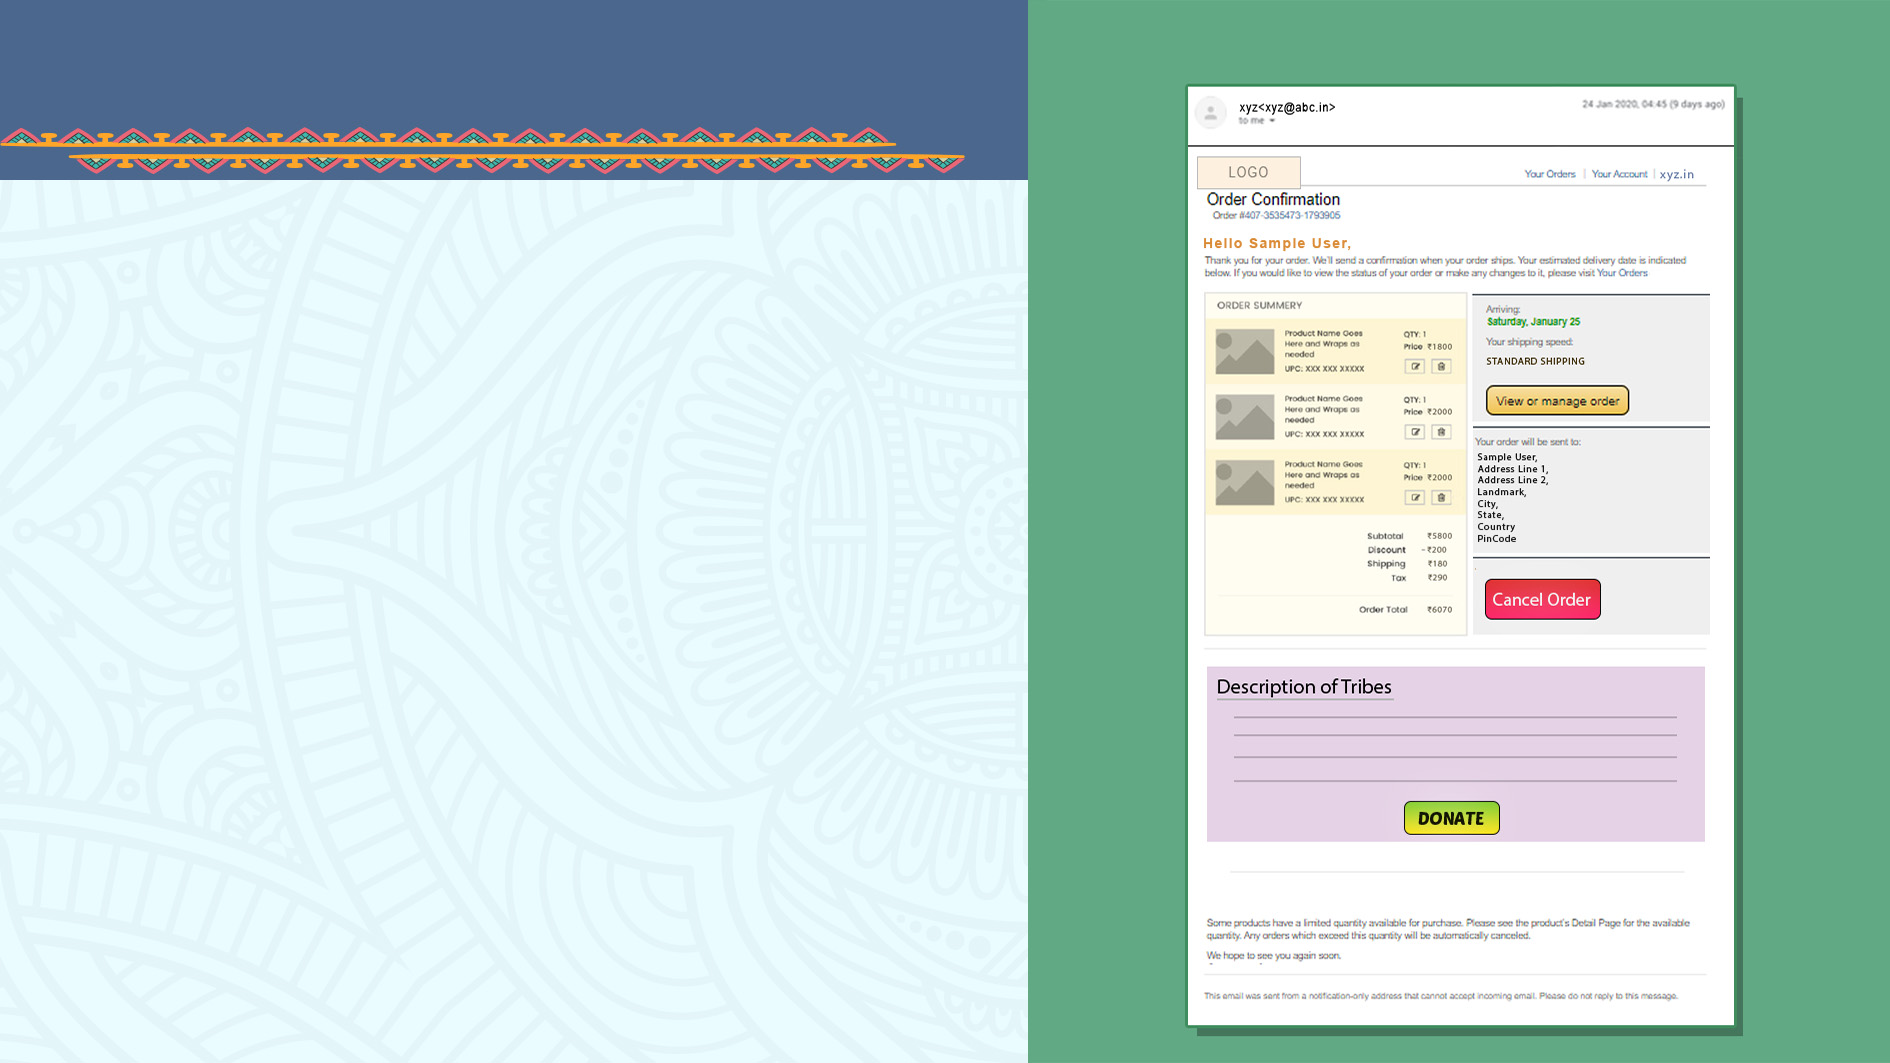 xyz<xyz@abc.in>
24 Jan 2020, 04:45 (9 days ago)
to me
LOGO
Your Orders | Your Account | xyz.in
Order Confirmation
Order #407-3535473-1793905
Hello Sample User,
Thank you for your order. We'll send a confirmation when your order ships. Your estimated delivery date is indicated
below. If you would like to view the status of your order or make any changes to it, please visit Your Orders
ORDER SUMMERY
Product Name Goes
Here and Wraps as
needed
UPC: XXX XXX XXXXX
QTY: 1
Price ₹1800
Product Name Goes
Here and Wraps as
needed
UPC: XXX XXX XXXXX
QTY: 1
Price ₹2000
Product Name Goes
Here and Wraps as
needed
UPC: XXX XXX XXXXX
QTY: 1
Price ₹2000
Subtotal ₹5800
Discount - ₹200
Shipping ₹180
Tax ₹290
Order Total ₹6070
Arriving:
Saturday, January 25
Your shipping speed:
STANDARD SHIPPING
View or manage order
Your order will be sent to:
Sample User,
Address Line 1,
Address Line 2,
Landmark,
City,
State,
Country
PinCode
Cancel Order
Description of Tribes
DONATE
Some products have a limited quantity available for purchase. Please see the product's Detail Page for the available
quantity. Any orders which exceed this quantity will be automatically canceled.
We hope to see you again soon.
This email was sent from a notification-only address that cannot accept incoming email. Please do not reply to this message.